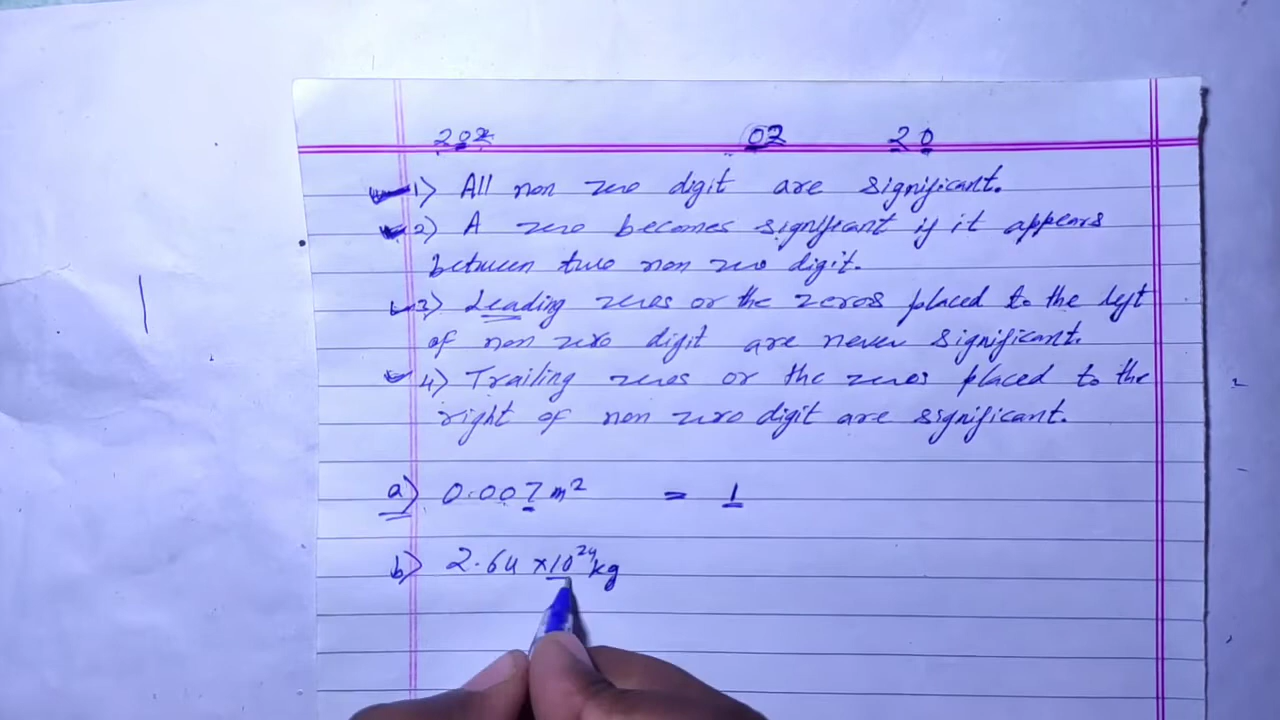 202 02 20
1) All non zero digit are significant.
2) A zero becomes significant if it appears
between two non zero digit.
3) Leading zeros or the zeros placed to the left
of non zero digit are never significant.
4) Trailing zeros or the zeros placed to the
right of non zero digit are significant.
a) 0.007 m² = 1
b) 2.64 ×10²⁴ kg